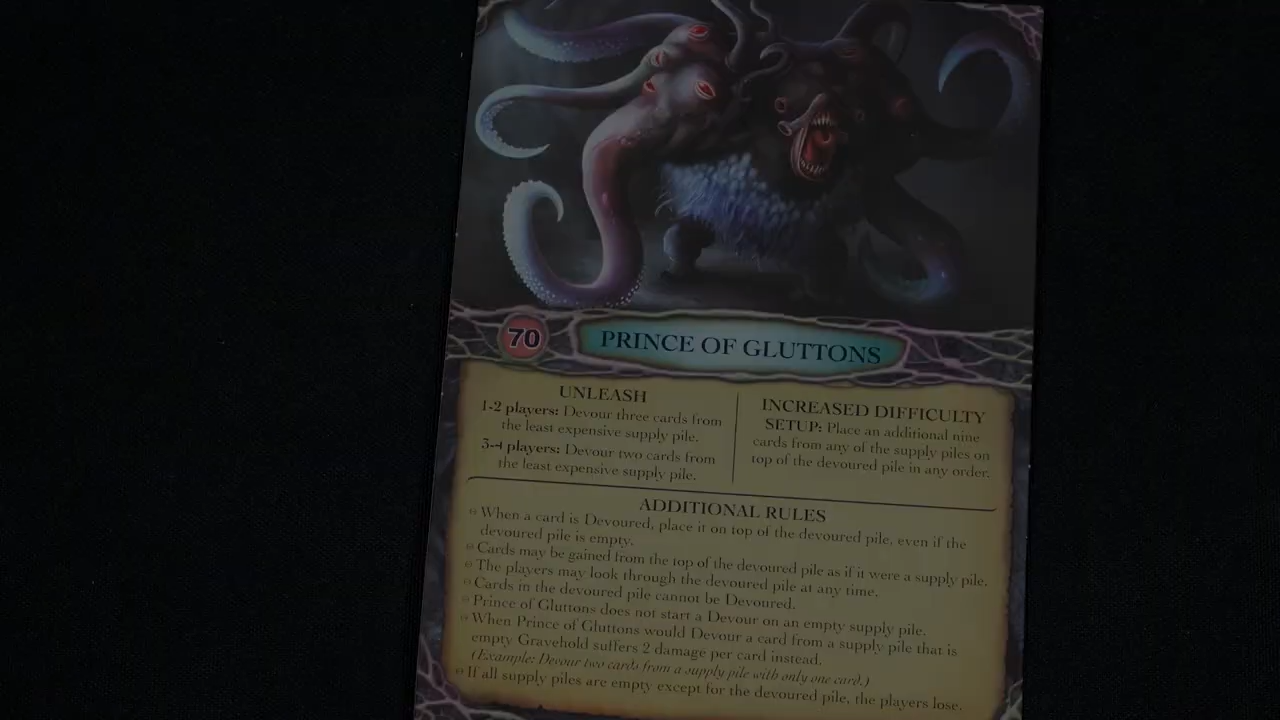 70
PRINCE OF GLUTTONS
UNLEASH
1-2 players: Devour three cards from
the least expensive supply pile.
3-4 players: Devour two cards from
the least expensive supply pile.
INCREASED DIFFICULTY
SETUP: Place an additional nine
cards from any of the supply piles on
top of the devoured pile in any order.
ADDITIONAL RULES
When a card is Devoured, place it on top of the devoured pile, even if the
devoured pile is empty.
Cards may be gained from the top of the devoured pile as if it were a supply pile.
The players may look through the devoured pile at any time.
Cards in the devoured pile cannot be Devoured.
Prince of Gluttons does not start a Devour on an empty supply pile.
When Prince of Gluttons would Devour a card from a supply pile that is
empty Gravehold suffers 2 damage per card instead.
(Example: Devour two cards from a supply pile with only one card.)
If all supply piles are empty except for the devoured pile, the players lose.